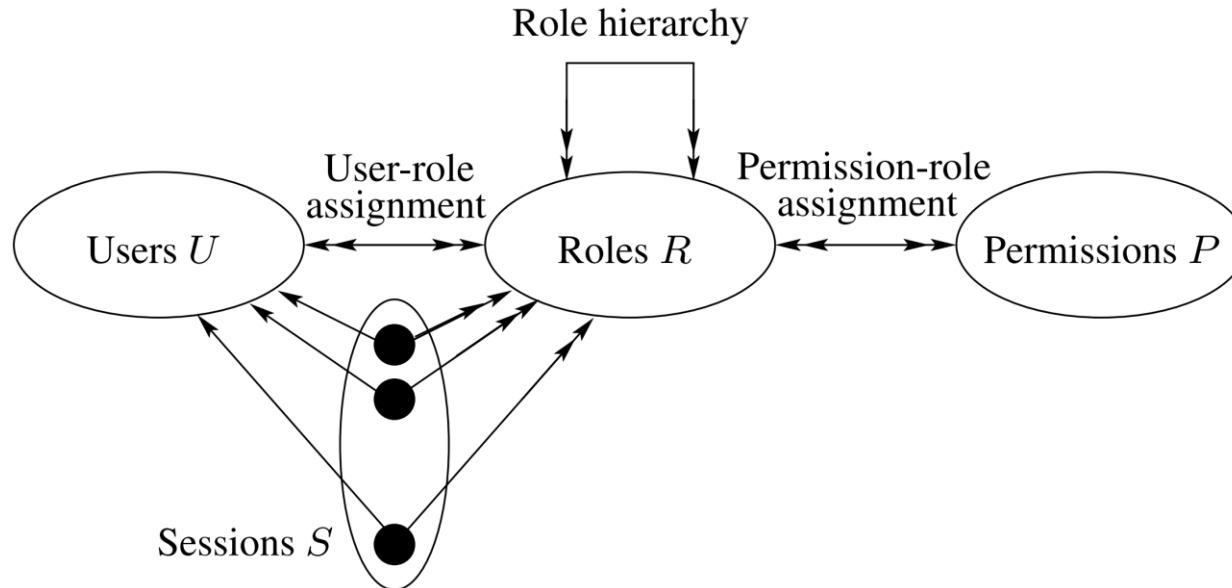 Role hierarchy
User-role
assignment
Permission-role
assignment
Users U
Roles R
Permissions P
Sessions S